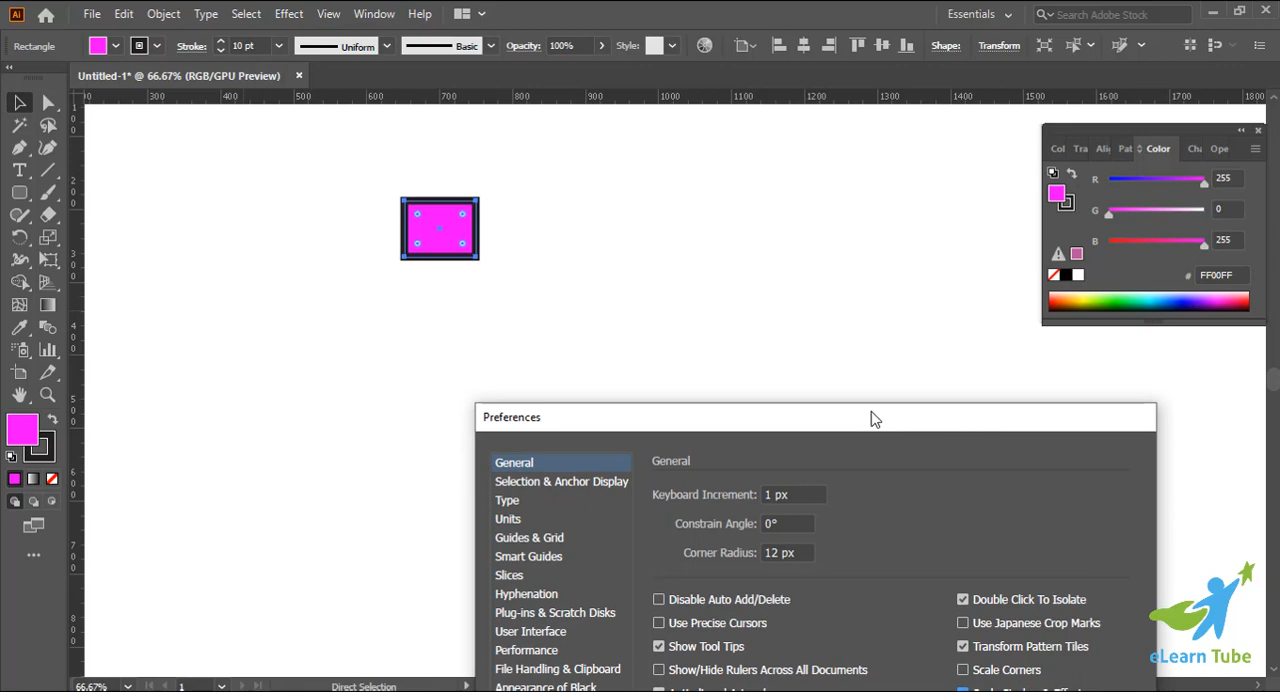 Ai File Edit Object Type Select Effect View Window Help Essentials Search Adobe Stock
Rectangle Stroke: 10 pt Uniform Basic Opacity: 100% Style: Shape: Transform
Untitled-1* @ 66.67% (RGB/GPU Preview)
300 400 500 600 700 800 900 1000 1100 1200 1300 1400 1500 1600 1700 1800
Col Tra Alig Pat Color Cha Ope
R 255
G 0
B 255
# FF00FF
Preferences
General
Selection & Anchor Display
Type
Units
Guides & Grid
Smart Guides
Slices
Hyphenation
Plug-ins & Scratch Disks
User Interface
Performance
File Handling & Clipboard
Appearance of Black
General
Keyboard Increment: 1 px
Constrain Angle: 0°
Corner Radius: 12 px
Disable Auto Add/Delete
Use Precise Cursors
Show Tool Tips
Show/Hide Rulers Across All Documents
Double Click To Isolate
Use Japanese Crop Marks
Transform Pattern Tiles
Scale Corners
eLearn Tube
66.67% 1 Direct Selection